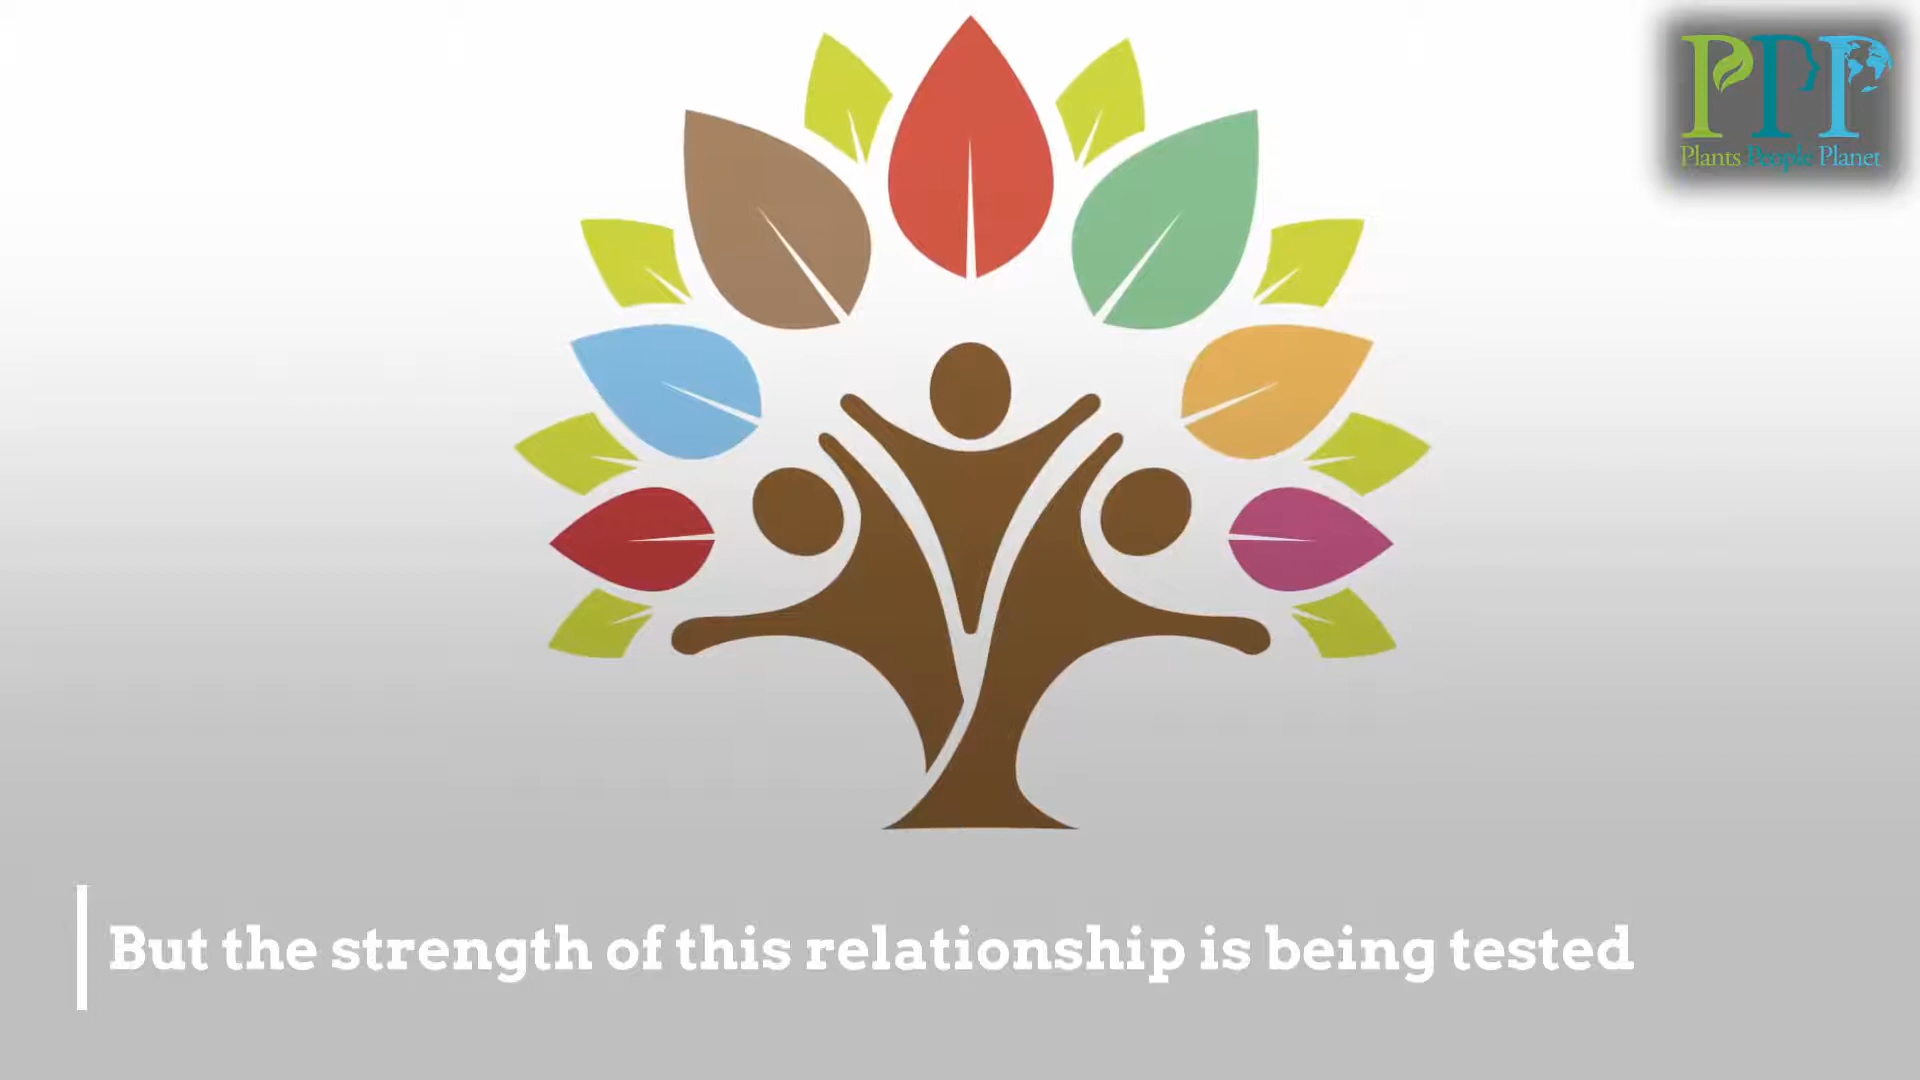 PPP
Plants People Planet
But the strength of this relationship is being tested